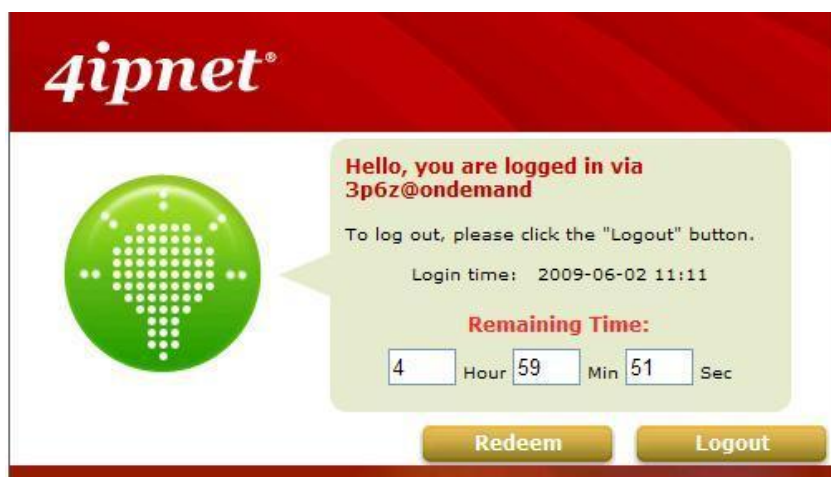 4ipnet®
Hello, you are logged in via
3p6z@ondemand
To log out, please click the "Logout" button.
Login time: 2009-06-02 11:11
Remaining Time:
4 Hour 59 Min 51 Sec
Redeem Logout